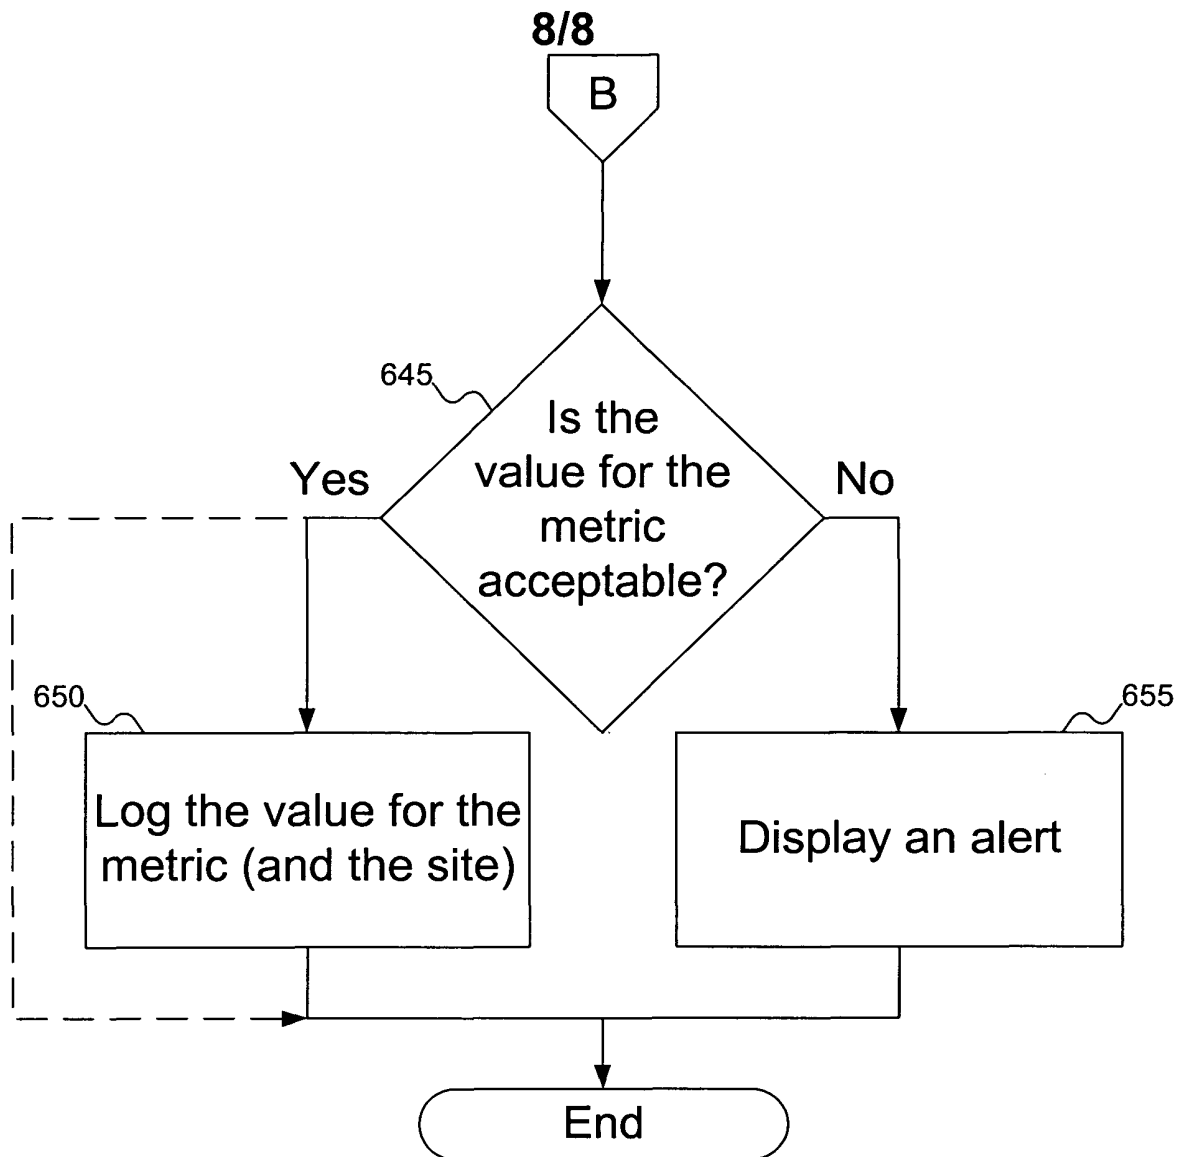 8/8
B
645
Is the
value for the
metric
acceptable?
Yes
No
650
655
Log the value for the
metric (and the site)
Display an alert
End